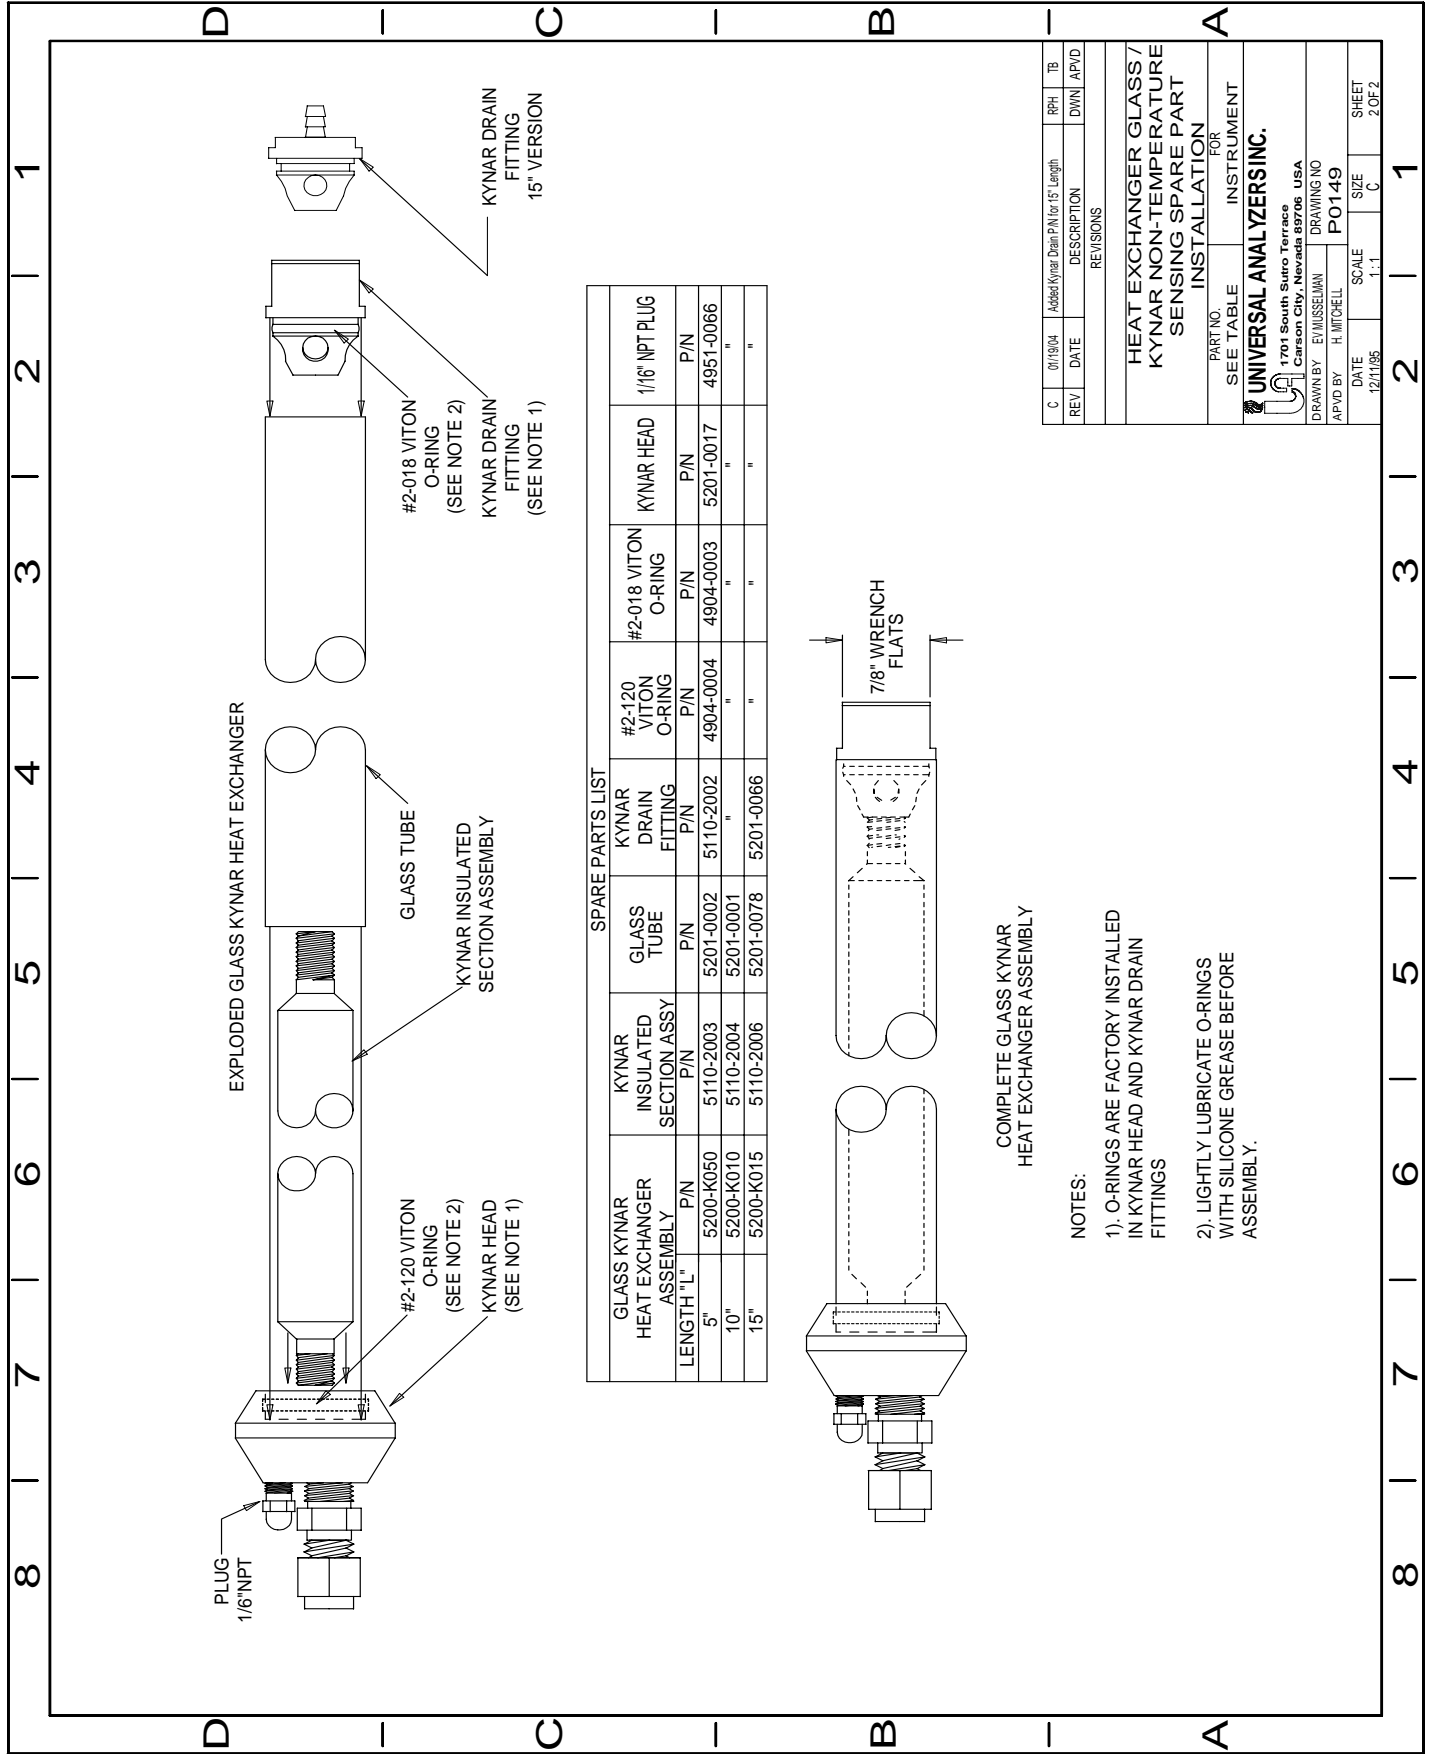 8 7 6 5 4 3 2 1
D
D
EXPLODED GLASS KYNAR HEAT EXCHANGER
PLUG
1/6"NPT
#2-120 VITON
O-RING
(SEE NOTE 2)
KYNAR HEAD
(SEE NOTE 1)
GLASS TUBE
KYNAR INSULATED
SECTION ASSEMBLY
#2-018 VITON
O-RING
(SEE NOTE 2)
KYNAR DRAIN
FITTING
(SEE NOTE 1)
KYNAR DRAIN
FITTING
15" VERSION
C
C
SPARE PARTS LIST
GLASS KYNAR
HEAT EXCHANGER
ASSEMBLY
KYNAR
INSULATED
SECTION ASSY
GLASS
TUBE
KYNAR
DRAIN
FITTING
#2-120
VITON
O-RING
#2-018 VITON
O-RING
KYNAR HEAD
1/16" NPT PLUG
LENGTH "L" P/N P/N P/N P/N P/N P/N P/N P/N
5" 5200-K050 5110-2003 5201-0002 5110-2002 4904-0004 4904-0003 5201-0017 4951-0066
10" 5200-K010 5110-2004 5201-0001 " " " " "
15" 5200-K015 5110-2006 5201-0078 5201-0066 " " " "
B
B
7/8" WRENCH
FLATS
COMPLETE GLASS KYNAR
HEAT EXCHANGER ASSEMBLY
NOTES:
1). O-RINGS ARE FACTORY INSTALLED
IN KYNAR HEAD AND KYNAR DRAIN
FITTINGS
2). LIGHTLY LUBRICATE O-RINGS
WITH SILICONE GREASE BEFORE
ASSEMBLY.
C 01/19/04 Added Kynar Drain P/N for 15" Length RPH TB
REV DATE DESCRIPTION DWN APVD
REVISIONS
HEAT EXCHANGER GLASS /
KYNAR NON-TEMPERATURE
SENSING SPARE PART
INSTALLATION
PART NO.
SEE TABLE
FOR
INSTRUMENT
UNIVERSAL ANALYZERS INC.
1701 South Sutro Terrace
Carson City, Nevada 89706 USA
DRAWN BY EV MUSSELMAN
APVD BY H. MITCHELL
DRAWING NO
P0149
DATE
12/11/95
SCALE
1 : 1
SIZE
C
SHEET
2 OF 2
A
A
8 7 6 5 4 3 2 1